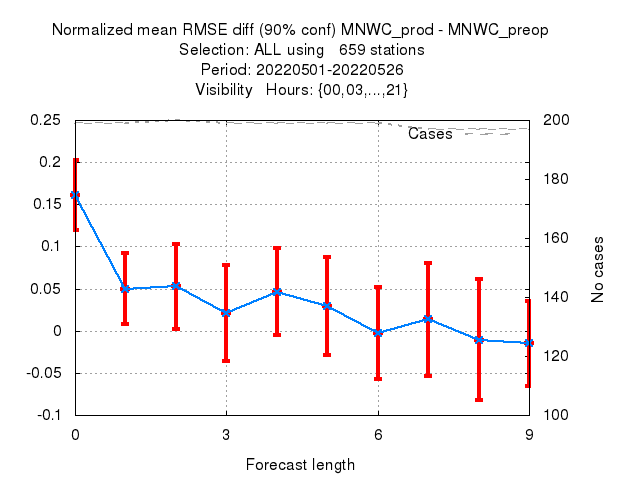 Normalized mean RMSE diff (90% conf) MNWC_prod - MNWC_preop
Selection: ALL using   659 stations
Period: 20220501-20220526
Visibility   Hours: {00,03,...,21}
0.25
0.2
0.15
0.1
0.05
0
-0.05
-0.1
Cases
200
180
160
140
120
100
No cases
0
3
6
9
Forecast length